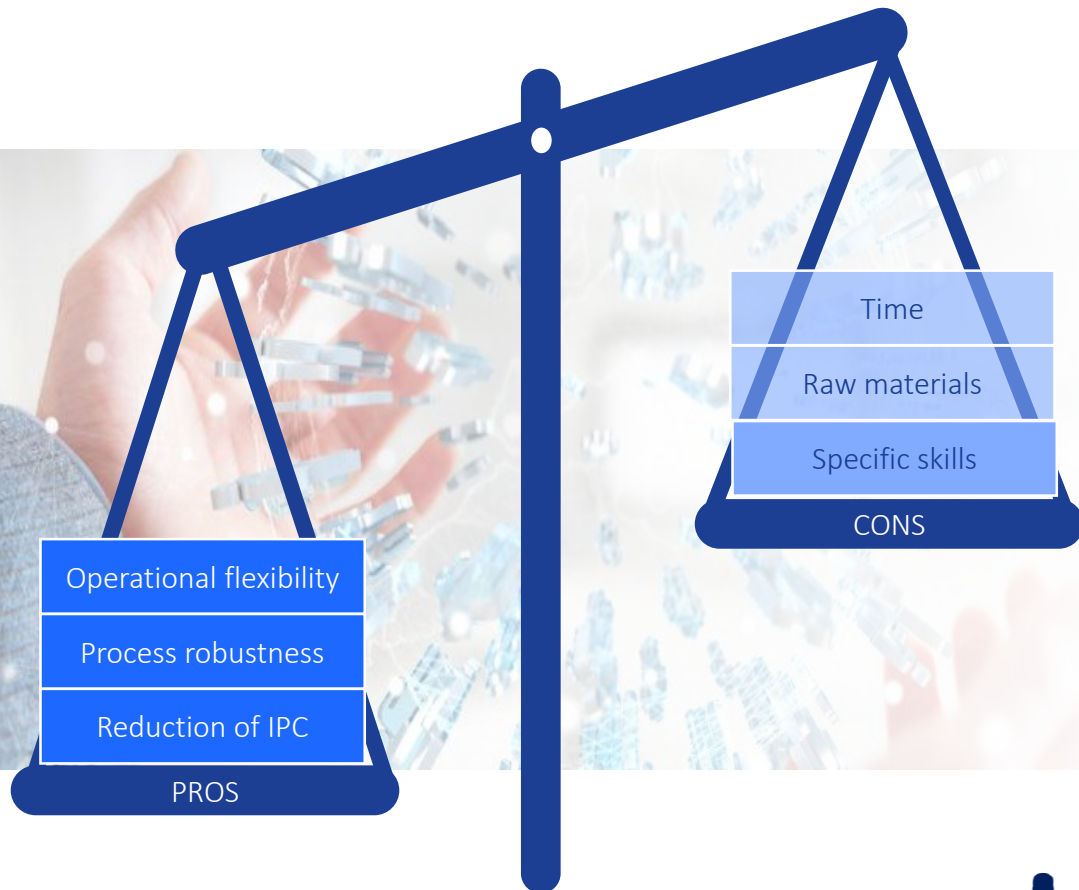 Time
Raw materials
Specific skills
CONS
Operational flexibility
Process robustness
Reduction of IPC
PROS